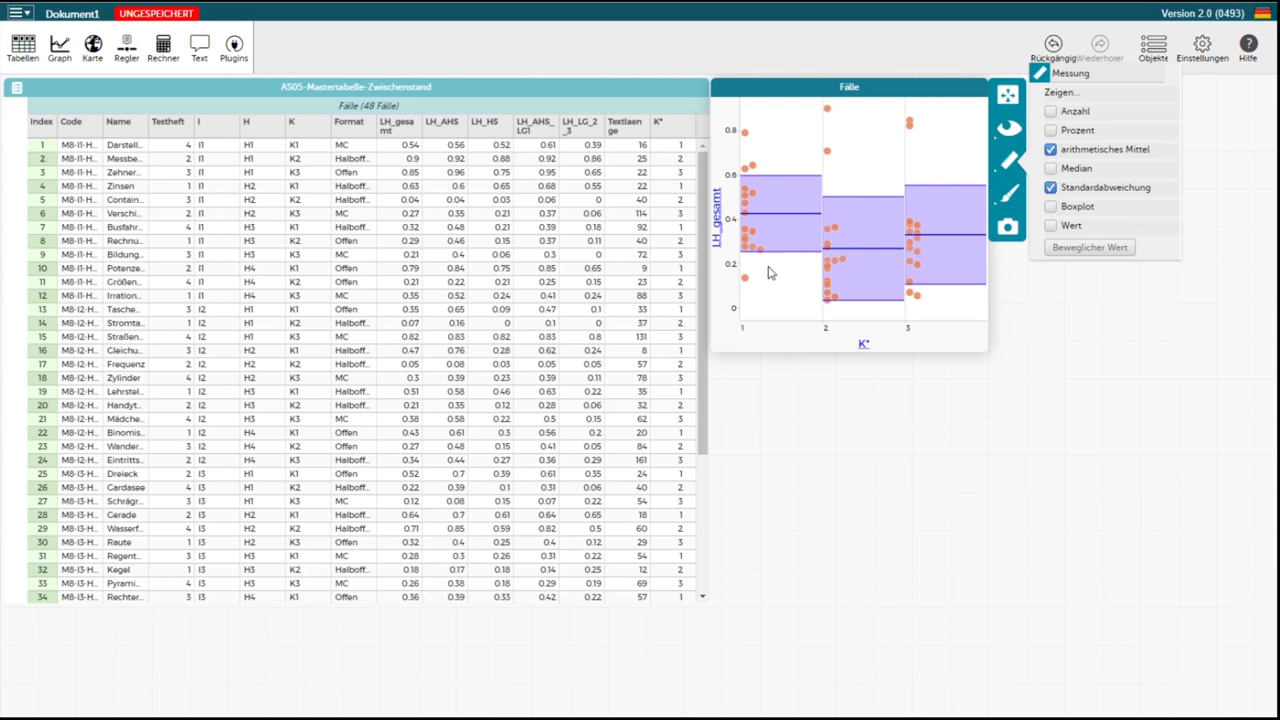 Dokument1 UNGESPEICHERT Version 2.0 (0493)
Tabellen Graph Karte Regler Rechner Text Plugins Rückgängig Wiederholer Objekte Einstellungen Hilfe
AS05-Mastertabelle-Zwischenstand
Fälle (48 Fälle)
Index Code Name Testheft I H K Format LH_gesamt LH_AHS LH_HS LH_AHS_LG1 LH_LG_2_3 Textlaenge K*
1 M8-I1-H... Darstell... 4 I1 H1 K1 MC 0.54 0.56 0.52 0.61 0.39 16 1
2 M8-I1-H... Messbe... 2 I1 H1 K2 Halboff... 0.9 0.92 0.88 0.92 0.86 25 2
3 M8-I1-H... Zehner... 3 I1 H1 K3 Halboff... 0.85 0.96 0.75 0.95 0.65 22 3
4 M8-I1-H... Zinsen 4 I1 H2 K1 Halboff... 0.63 0.6 0.65 0.68 0.55 22 1
5 M8-I1-H... Contain... 2 I1 H2 K2 Halboff... 0.04 0.04 0.03 0.06 0 40 2
6 M8-I1-H... Verschi... 2 I1 H2 K3 MC 0.27 0.35 0.21 0.37 0.06 114 3
7 M8-I1-H... Busfahr... 4 I1 H3 K1 MC 0.32 0.48 0.21 0.39 0.18 92 1
8 M8-I1-H... Rechnu... 1 I1 H3 K2 Offen 0.29 0.46 0.15 0.37 0.11 40 2
9 M8-I1-H... Bildung... 3 I1 H3 K3 MC 0.21 0.4 0.06 0.3 0 72 3
10 M8-I1-H... Potenze... 1 I1 H4 K1 Offen 0.79 0.84 0.75 0.85 0.65 9 1
11 M8-I1-H... Größen... 4 I1 H4 K2 Offen 0.21 0.22 0.21 0.25 0.15 23 2
12 M8-I1-H... Irration... 1 I1 H4 K3 MC 0.35 0.52 0.24 0.41 0.24 88 3
13 M8-I2-H... Tasche... 3 I2 H1 K1 Offen 0.35 0.65 0.09 0.47 0.1 33 1
14 M8-I2-H... Stromta... 1 I2 H1 K2 Halboff... 0.07 0.16 0 0.1 0 37 2
15 M8-I2-H... Straßen... 4 I2 H1 K3 MC 0.82 0.83 0.82 0.83 0.8 131 3
16 M8-I2-H... Gleichu... 3 I2 H2 K1 Halboff... 0.47 0.76 0.28 0.62 0.24 8 1
17 M8-I2-H... Frequenz 2 I2 H2 K2 Halboff... 0.05 0.08 0.03 0.05 0.05 57 2
18 M8-I2-H... Zylinder 4 I2 H2 K3 MC 0.3 0.39 0.23 0.39 0.11 78 3
19 M8-I2-H... Lehrstel... 1 I2 H3 K1 Halboff... 0.51 0.58 0.46 0.63 0.22 35 1
20 M8-I2-H... Handyt... 2 I2 H3 K2 Halboff... 0.21 0.35 0.12 0.28 0.06 32 2
21 M8-I2-H... Mädche... 4 I2 H3 K3 MC 0.38 0.58 0.22 0.5 0.15 62 3
22 M8-I2-H... Binomis... 1 I2 H4 K1 Offen 0.43 0.61 0.3 0.56 0.2 20 1
23 M8-I2-H... Wander... 3 I2 H4 K2 Offen 0.27 0.48 0.15 0.41 0.05 84 2
24 M8-I2-H... Eintritts... 2 I2 H4 K3 Halboff... 0.34 0.44 0.27 0.36 0.29 161 3
25 M8-I3-H... Dreieck 2 I3 H1 K1 Offen 0.52 0.7 0.39 0.61 0.35 24 1
26 M8-I3-H... Gardasee 4 I3 H1 K2 Halboff... 0.22 0.39 0.1 0.31 0.06 40 2
27 M8-I3-H... Schrägr... 3 I3 H1 K3 MC 0.12 0.08 0.15 0.07 0.22 54 3
28 M8-I3-H... Gerade 2 I3 H2 K1 Offen 0.64 0.7 0.61 0.64 0.65 18 1
29 M8-I3-H... Wasserf... 4 I3 H2 K2 Halboff... 0.71 0.85 0.59 0.82 0.5 60 2
30 M8-I3-H... Raute 1 I3 H2 K3 Offen 0.32 0.4 0.25 0.4 0.12 29 3
31 M8-I3-H... Regent... 3 I3 H3 K1 MC 0.28 0.3 0.26 0.31 0.22 54 1
32 M8-I3-H... Kegel 1 I3 H3 K2 Halboff... 0.18 0.17 0.18 0.14 0.25 12 2
33 M8-I3-H... Pyrami... 4 I3 H3 K3 MC 0.26 0.38 0.18 0.29 0.19 69 3
34 M8-I3-H... Rechter... 3 I3 H4 K1 Offen 0.36 0.39 0.33 0.42 0.22 57 1
Fälle
LH_gesamt
0.8
0.6
0.4
0.2
0
1 2 3
K*
Messung
Zeigen...
Anzahl
Prozent
arithmetisches Mittel
Median
Standardabweichung
Boxplot
Wert
Beweglicher Wert